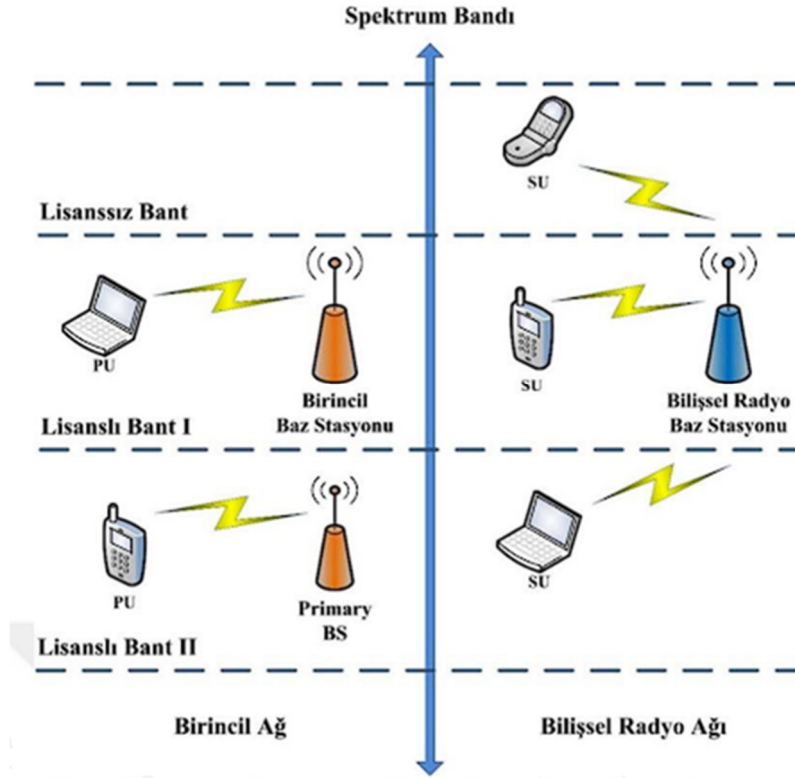 Spektrum Bandı
SU
Lisanssız Bant
PU
Birincil
Baz Stasyonu
SU
Bilişsel Radyo
Baz Stasyonu
Lisanslı Bant I
PU
Primary
BS
SU
Lisanslı Bant II
Birincil Ağ
Bilişsel Radyo Ağı